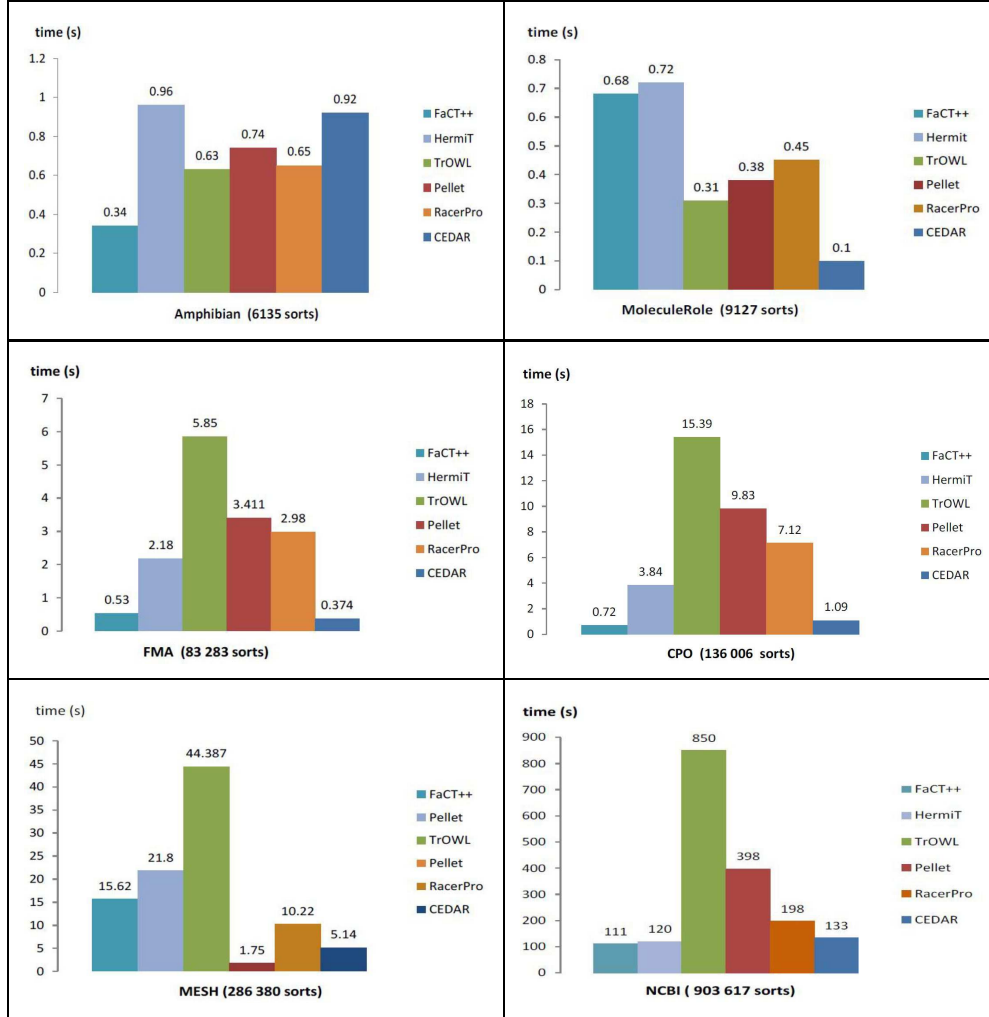 time (s)
1.2
1
0.8
0.6
0.4
0.2
0
0.34
0.96
0.63
0.74
0.65
0.92
FaCT++
HermiT
TrOWL
Pellet
RacerPro
CEDAR
Amphibian (6135 sorts)
time (s)
0.8
0.7
0.6
0.5
0.4
0.3
0.2
0.1
0
0.68
0.72
0.31
0.38
0.45
0.1
FaCT++
Hermit
TrOWL
Pellet
RacerPro
CEDAR
MoleculeRole (9127 sorts)
time (s)
7
6
5
4
3
2
1
0
0.53
2.18
5.85
3.411
2.98
0.374
FaCT++
HermiT
TrOWL
Pellet
RacerPro
CEDAR
FMA (83 283 sorts)
time (s)
18
16
14
12
10
8
6
4
2
0
0.72
3.84
15.39
9.83
7.12
1.09
FaCT++
HermiT
TrOWL
Pellet
RacerPro
CEDAR
CPO (136 006 sorts)
time (s)
50
45
40
35
30
25
20
15
10
5
0
15.62
21.8
44.387
1.75
10.22
5.14
FaCT++
Pellet
TrOWL
Pellet
RacerPro
CEDAR
MESH (286 380 sorts)
time (s)
900
800
700
600
500
400
300
200
100
0
111
120
850
398
198
133
FaCT++
HermiT
TrOWL
Pellet
RacerPro
CEDAR
NCBI ( 903 617 sorts)